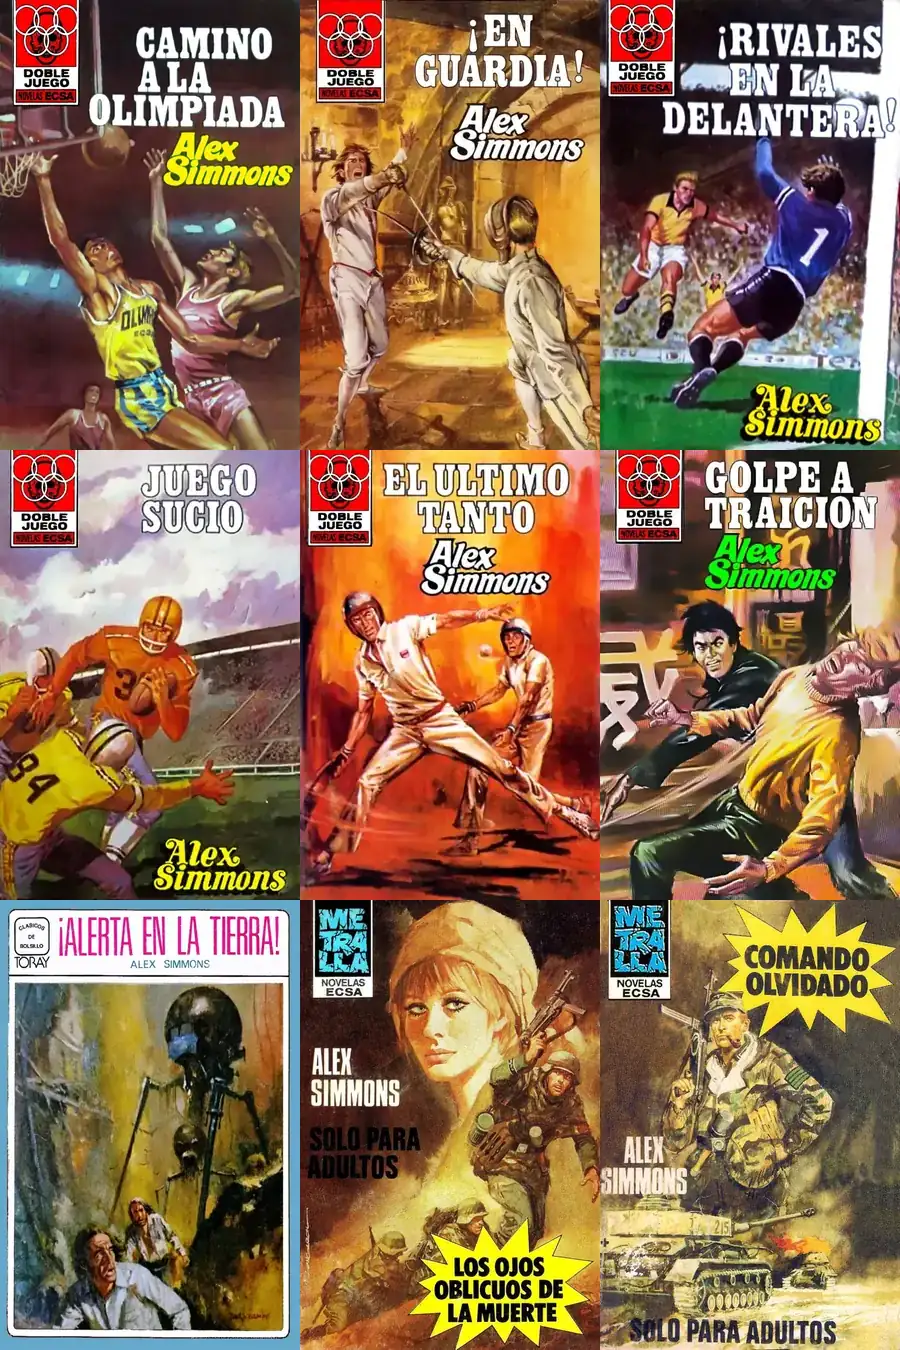 DOBLE
JUEGO
NOVELAS ECSA
CAMINO
A LA
OLIMPIADA
Alex
Simmons
DOBLE
JUEGO
NOVELAS ECSA
¡EN
GUARDIA!
Alex
Simmons
DOBLE
JUEGO
NOVELAS ECSA
¡RIVALES
EN LA
DELANTERA!
1
Alex
Simmons
DOBLE
JUEGO
NOVELAS ECSA
JUEGO
SUCIO
84
Alex
Simmons
DOBLE
JUEGO
NOVELAS ECSA
EL ULTIMO
TANTO
Alex
Simmons
DOBLE
JUEGO
NOVELAS ECSA
GOLPE A
TRAICION
Alex
Simmons
CLASICOS
DE
BOLSILLO
TORAY
¡ALERTA EN LA TIERRA!
ALEX SIMMONS
ME
TRA
LLA
NOVELAS
ECSA
ALEX
SIMMONS
SOLO PARA
ADULTOS
LOS OJOS
OBLICUOS DE
LA MUERTE
ME
TRA
LLA
NOVELAS
ECSA
COMANDO
OLVIDADO
ALEX
SIMMONS
215
SOLO PARA ADULTOS